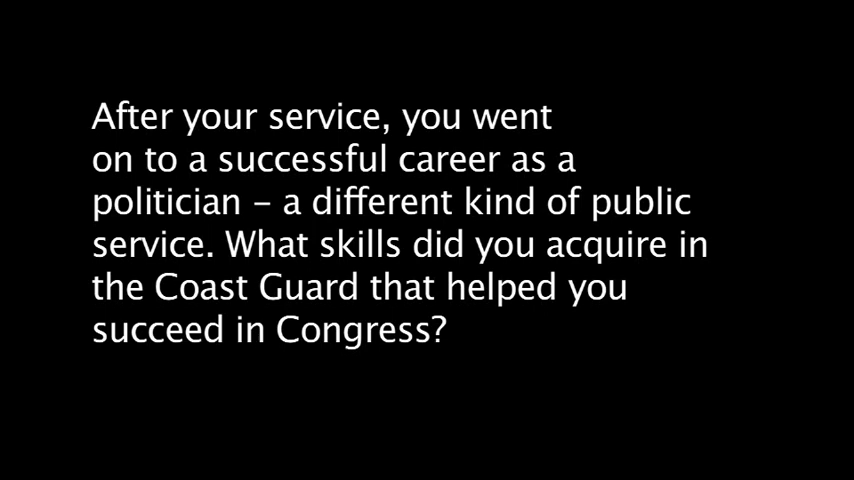 After your service, you went
on to a successful career as a
politician – a different kind of public
service. What skills did you acquire in
the Coast Guard that helped you
succeed in Congress?